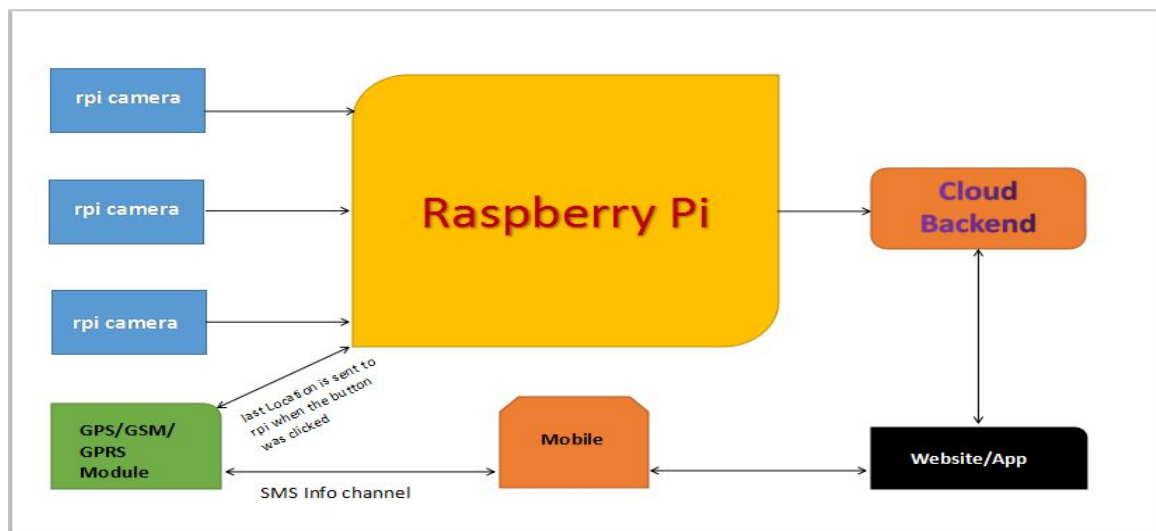 rpi camera
rpi camera
rpi camera
Raspberry Pi
Cloud
Backend
last Location is sent to
rpi when the button
was clicked
GPS/GSM/
GPRS
Module
SMS Info channel
Mobile
Website/App